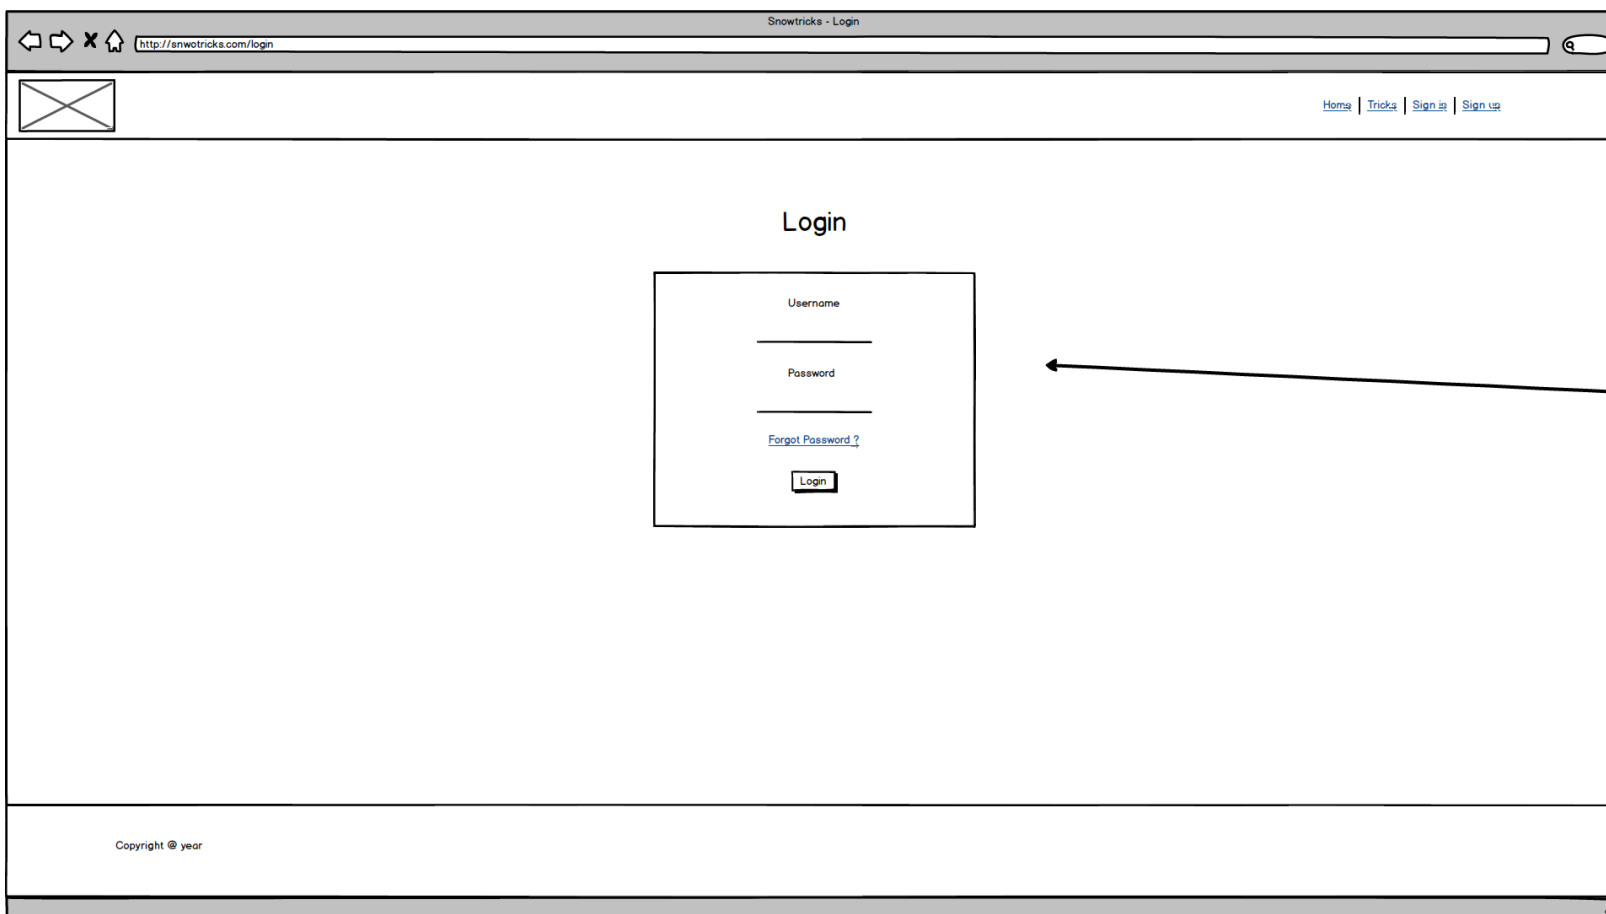 Snowtricks - Login
http://snwotricks.com/login
Home Tricks Sign in Sign up
Login
Username
Password
Forgot Password ?
Login
Copyright @ year